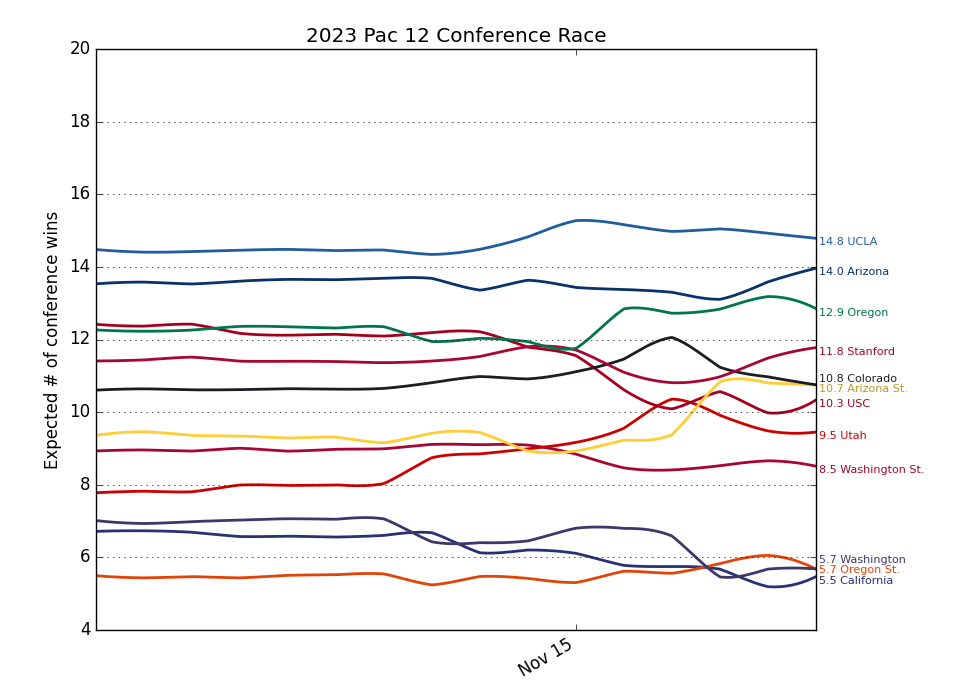 2023 Pac 12 Conference Race
Expected # of conference wins
20
18
16
14
12
10
8
6
4
Nov 15
14.8 UCLA
14.0 Arizona
12.9 Oregon
11.8 Stanford
10.8 Colorado
10.7 Arizona St.
10.3 USC
9.5 Utah
8.5 Washington St.
5.7 Washington
5.7 Oregon St.
5.5 California